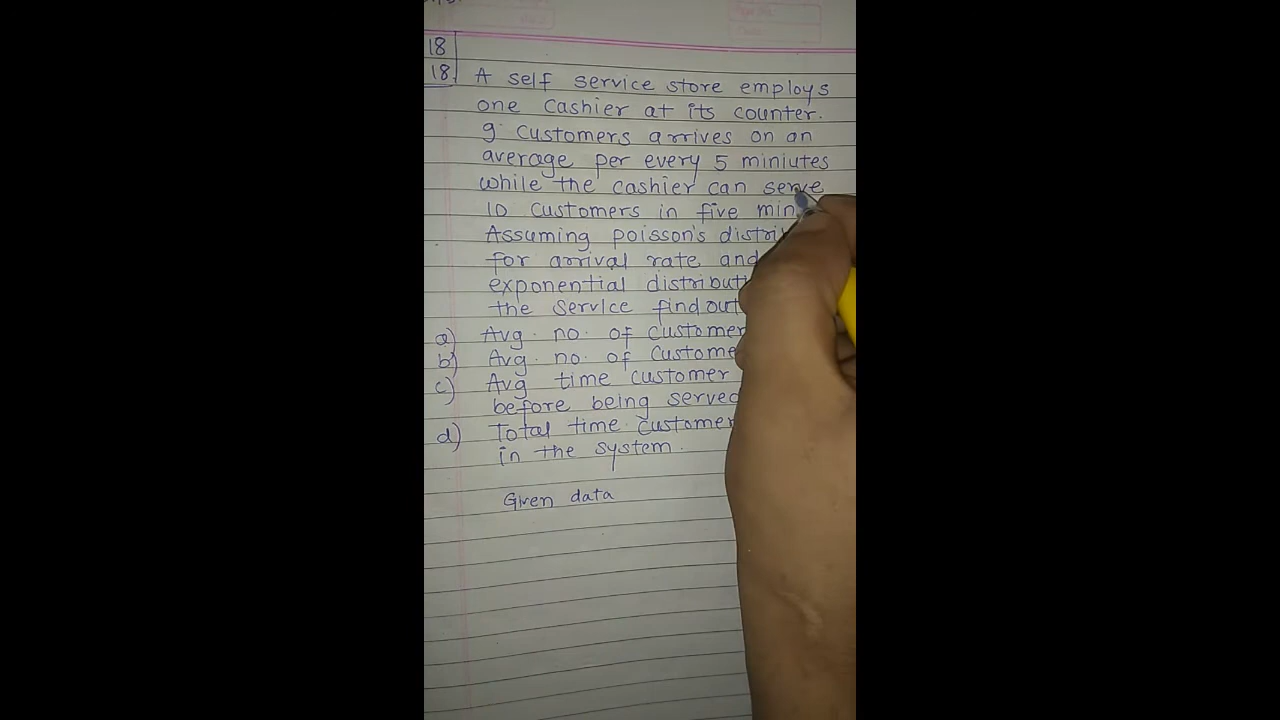 18
18. A self service store employs
one cashier at its counter.
9 customers arrives on an
average per every 5 miniutes
while the cashier can serve
10 customers in five min
Assuming poisson's distri
for arrival rate and
exponential distributi
the service find out
a) Avg. no. of customer
b) Avg. no. of custome
c) Avg time customer
before being served
d) Total time customer
in the system.
Given data